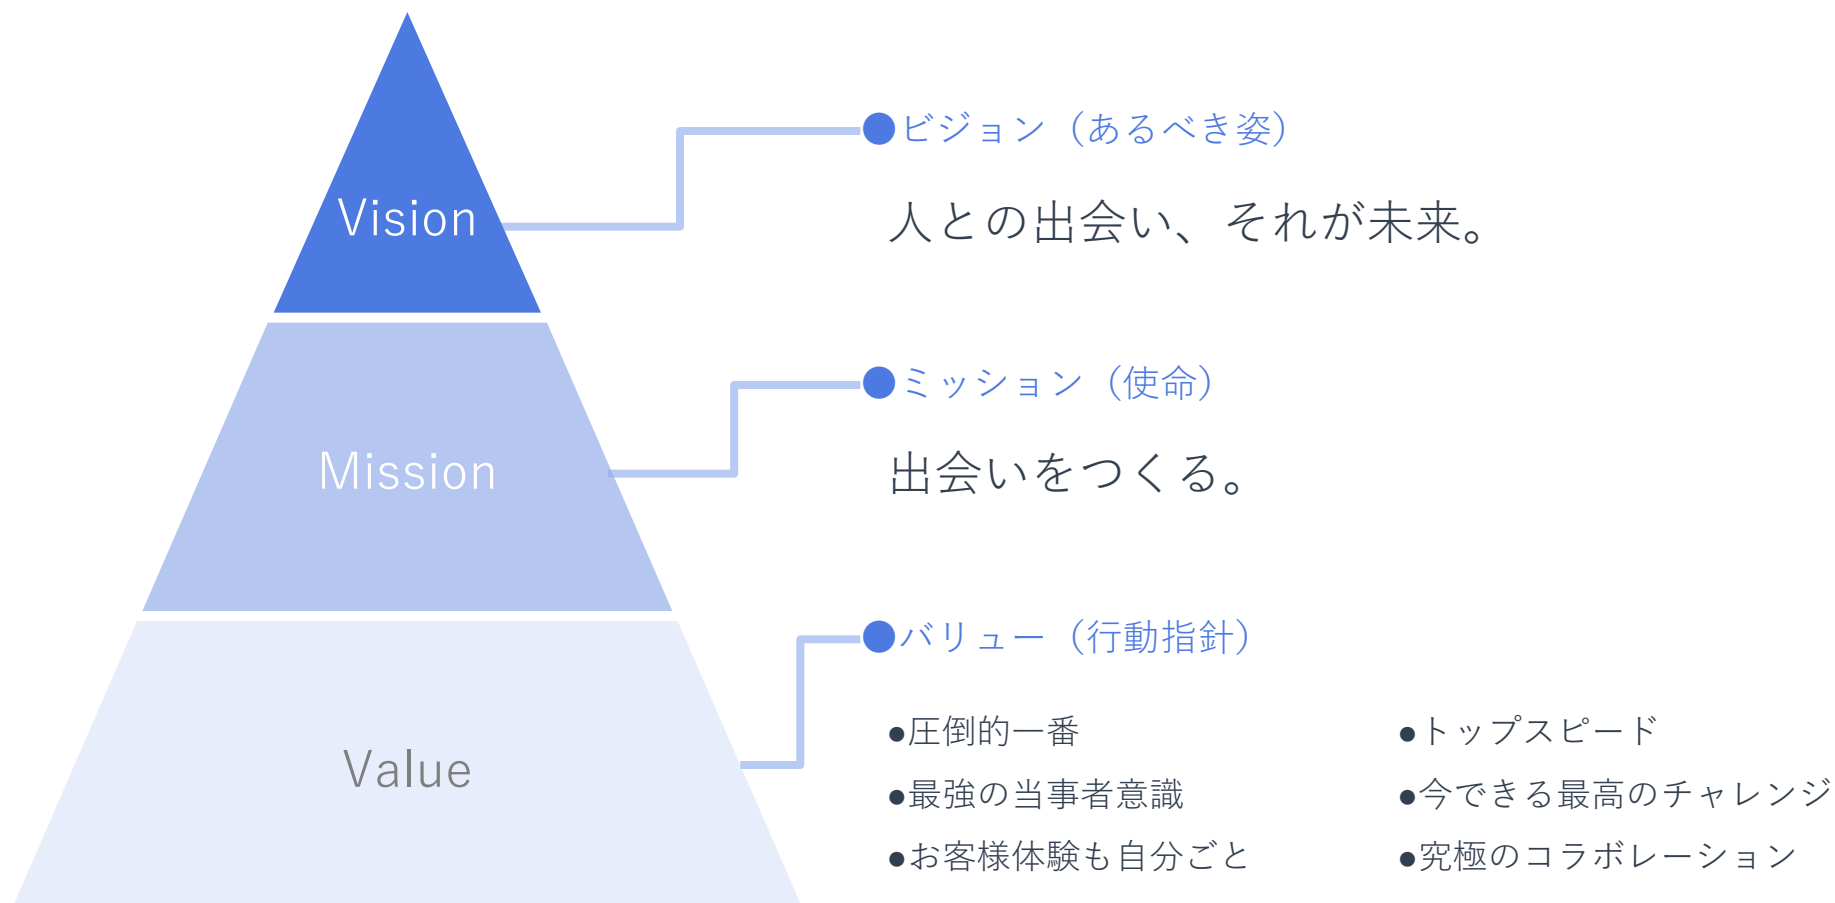 Vision
●ビジョン（あるべき姿）
人との出会い、それが未来。
Mission
●ミッション（使命）
出会いをつくる。
Value
●バリュー（行動指針）
●圧倒的一番
●最強の当事者意識
●お客様体験も自分ごと
●トップスピード
●今できる最高のチャレンジ
●究極のコラボレーション